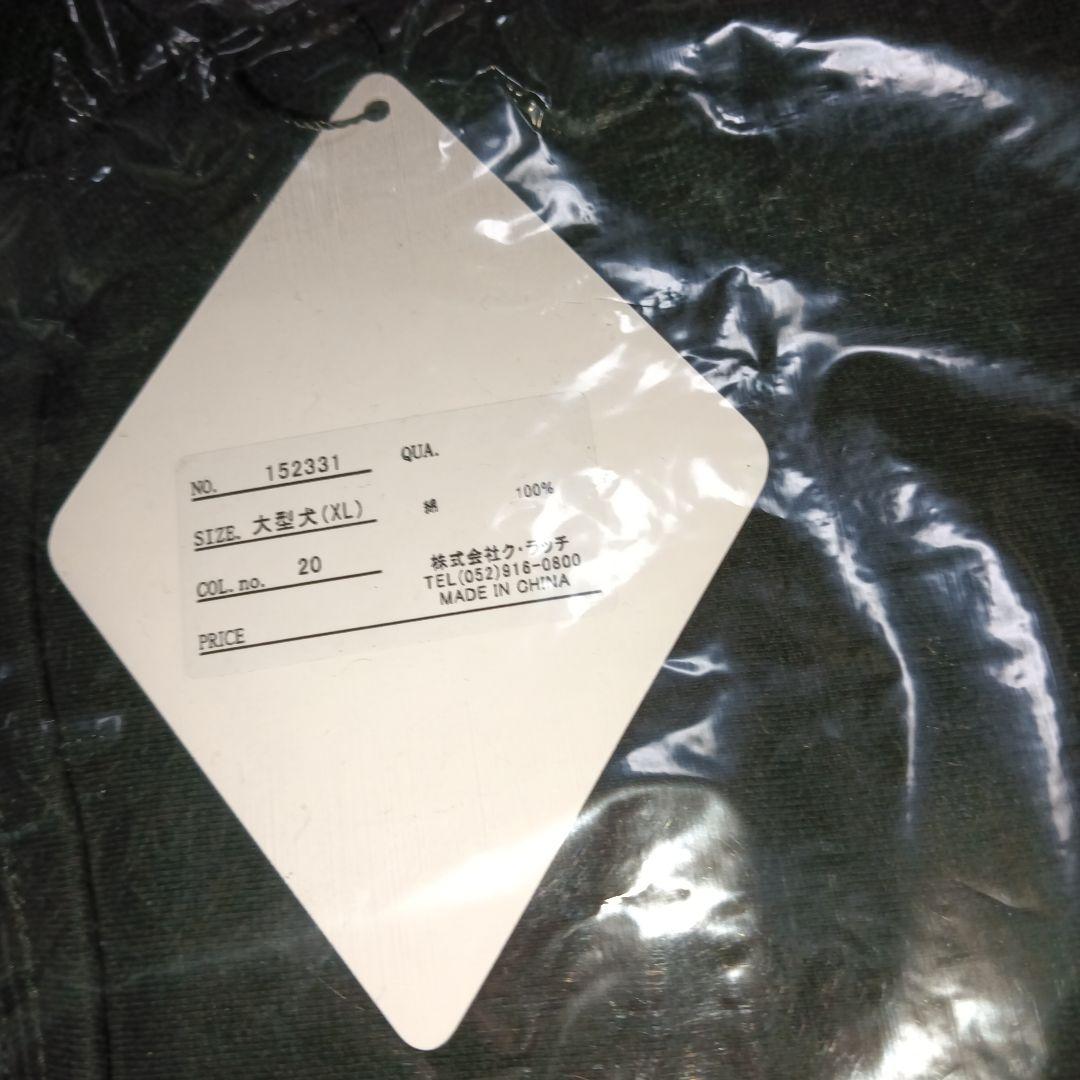 NO. 152331 QUA.
SIZE. 大型犬(XL) 綿 100%
COL. no. 20 株式会社ク・ラッチ
TEL(052)916-0800
MADE IN CHINA
PRICE